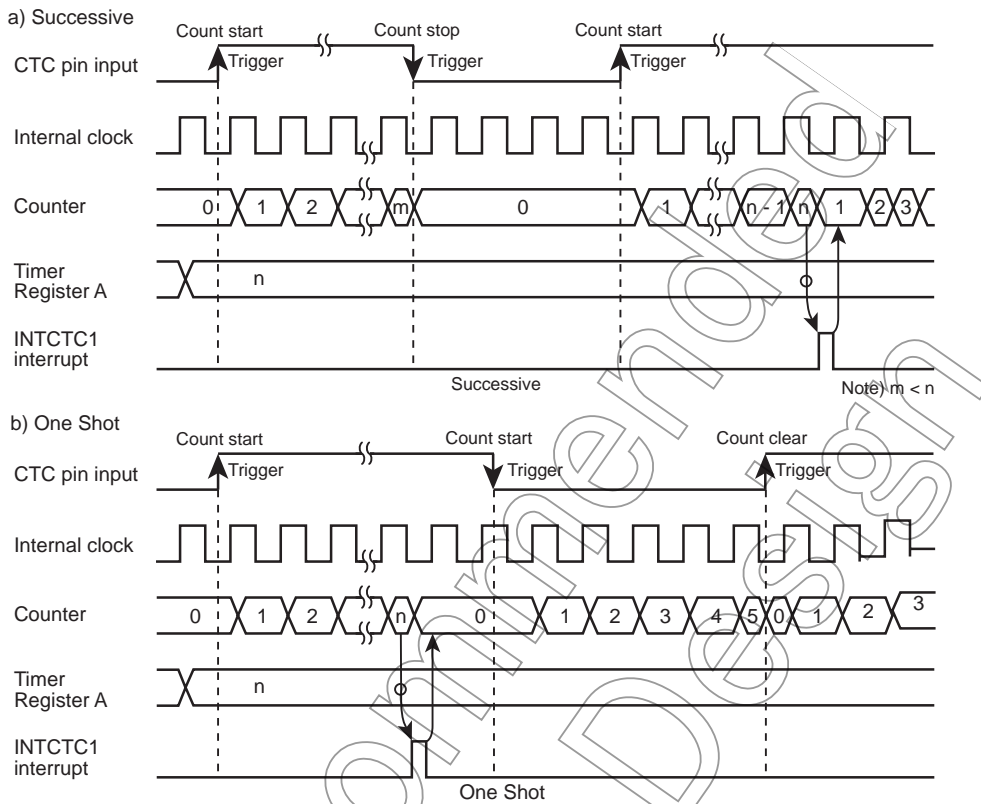 a) Successive
Count start Count stop Count start
CTC pin input Trigger Trigger Trigger
Internal clock
Counter 0 1 2 m 0 1 n - 1 n 1 2 3
Timer
Register A n
INTCTC1
interrupt
Successive Note) m < n
b) One Shot
Count start Count start Count clear
CTC pin input Trigger Trigger Trigger
Internal clock
Counter 0 1 2 n 0 1 2 3 4 5 0 1 2 3
Timer
Register A n
INTCTC1
interrupt
One Shot
ommended
Design